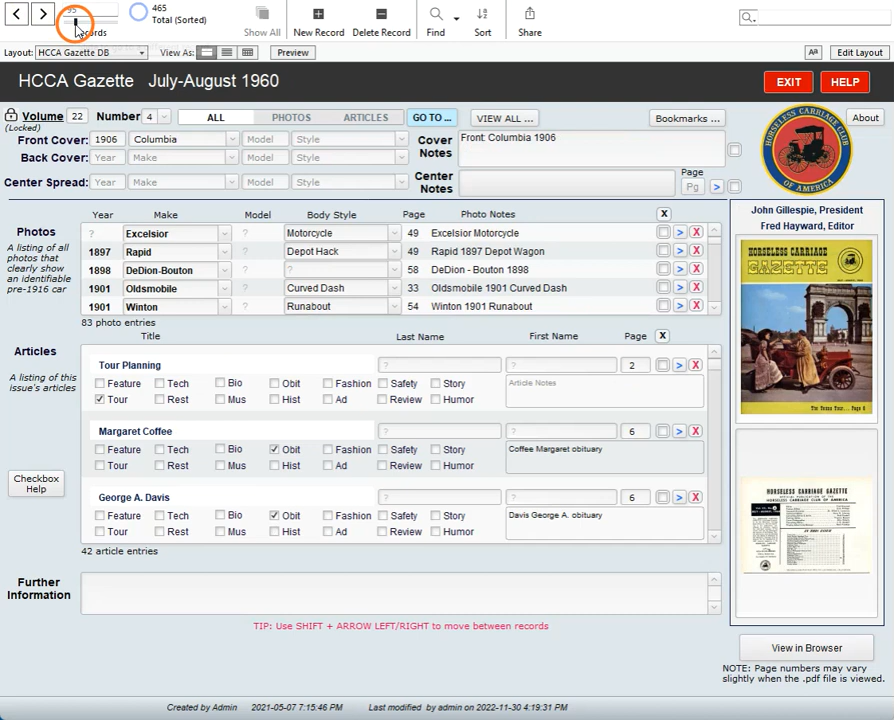 95
465
Total (Sorted)
Show All
New Record
Delete Record
Find
Sort
Share
Layout: HCCA Gazette DB
View As:
Preview
Aª
Edit Layout
HCCA Gazette July-August 1960
EXIT
HELP
Volume 22 Number 4
ALL PHOTOS ARTICLES
GO TO ...
VIEW ALL ...
Bookmarks ...
About
(Locked)
Front Cover: 1906 Columbia Model Style
Cover Notes
Front: Columbia 1906
Back Cover: Year Make Model Style
Center Spread: Year Make Model Style
Center Notes
Page
Pg >
HORSELESS CARRIAGE CLUB
OF AMERICA
Photos
A listing of all photos that clearly show an identifiable pre-1916 car
Year Make Model Body Style Page Photo Notes X
? Excelsior ? Motorcycle 49 Excelsior Motorcycle > X
1897 Rapid ? Depot Hack 49 Rapid 1897 Depot Wagon > X
1898 DeDion-Bouton ? ? 58 DeDion - Bouton 1898 > X
1901 Oldsmobile ? Curved Dash 33 Oldsmobile 1901 Curved Dash > X
1901 Winton ? Runabout 54 Winton 1901 Runabout > X
83 photo entries
Title Last Name First Name Page X
Articles
A listing of this issue's articles
Tour Planning ? ? 2 > X
Feature Tech Bio Obit Fashion Safety Story
Tour Rest Mus Hist Ad Review Humor
Article Notes
Margaret Coffee ? ? 6 > X
Feature Tech Bio Obit Fashion Safety Story
Tour Rest Mus Hist Ad Review Humor
Coffee Margaret obituary
George A. Davis ? ? 6 > X
Feature Tech Bio Obit Fashion Safety Story
Tour Rest Mus Hist Ad Review Humor
Davis George A. obituary
Checkbox Help
42 article entries
Further Information
TIP: Use SHIFT + ARROW LEFT/RIGHT to move between records
John Gillespie, President
Fred Hayward, Editor
HORSELESS CARRIAGE
GAZETTE
HORSELESS CARRIAGE GAZETTE
View in Browser
NOTE: Page numbers may vary
slightly when the .pdf file is viewed.
Created by Admin 2021-05-07 7:15:46 PM Last modified by admin on 2022-11-30 4:19:31 PM